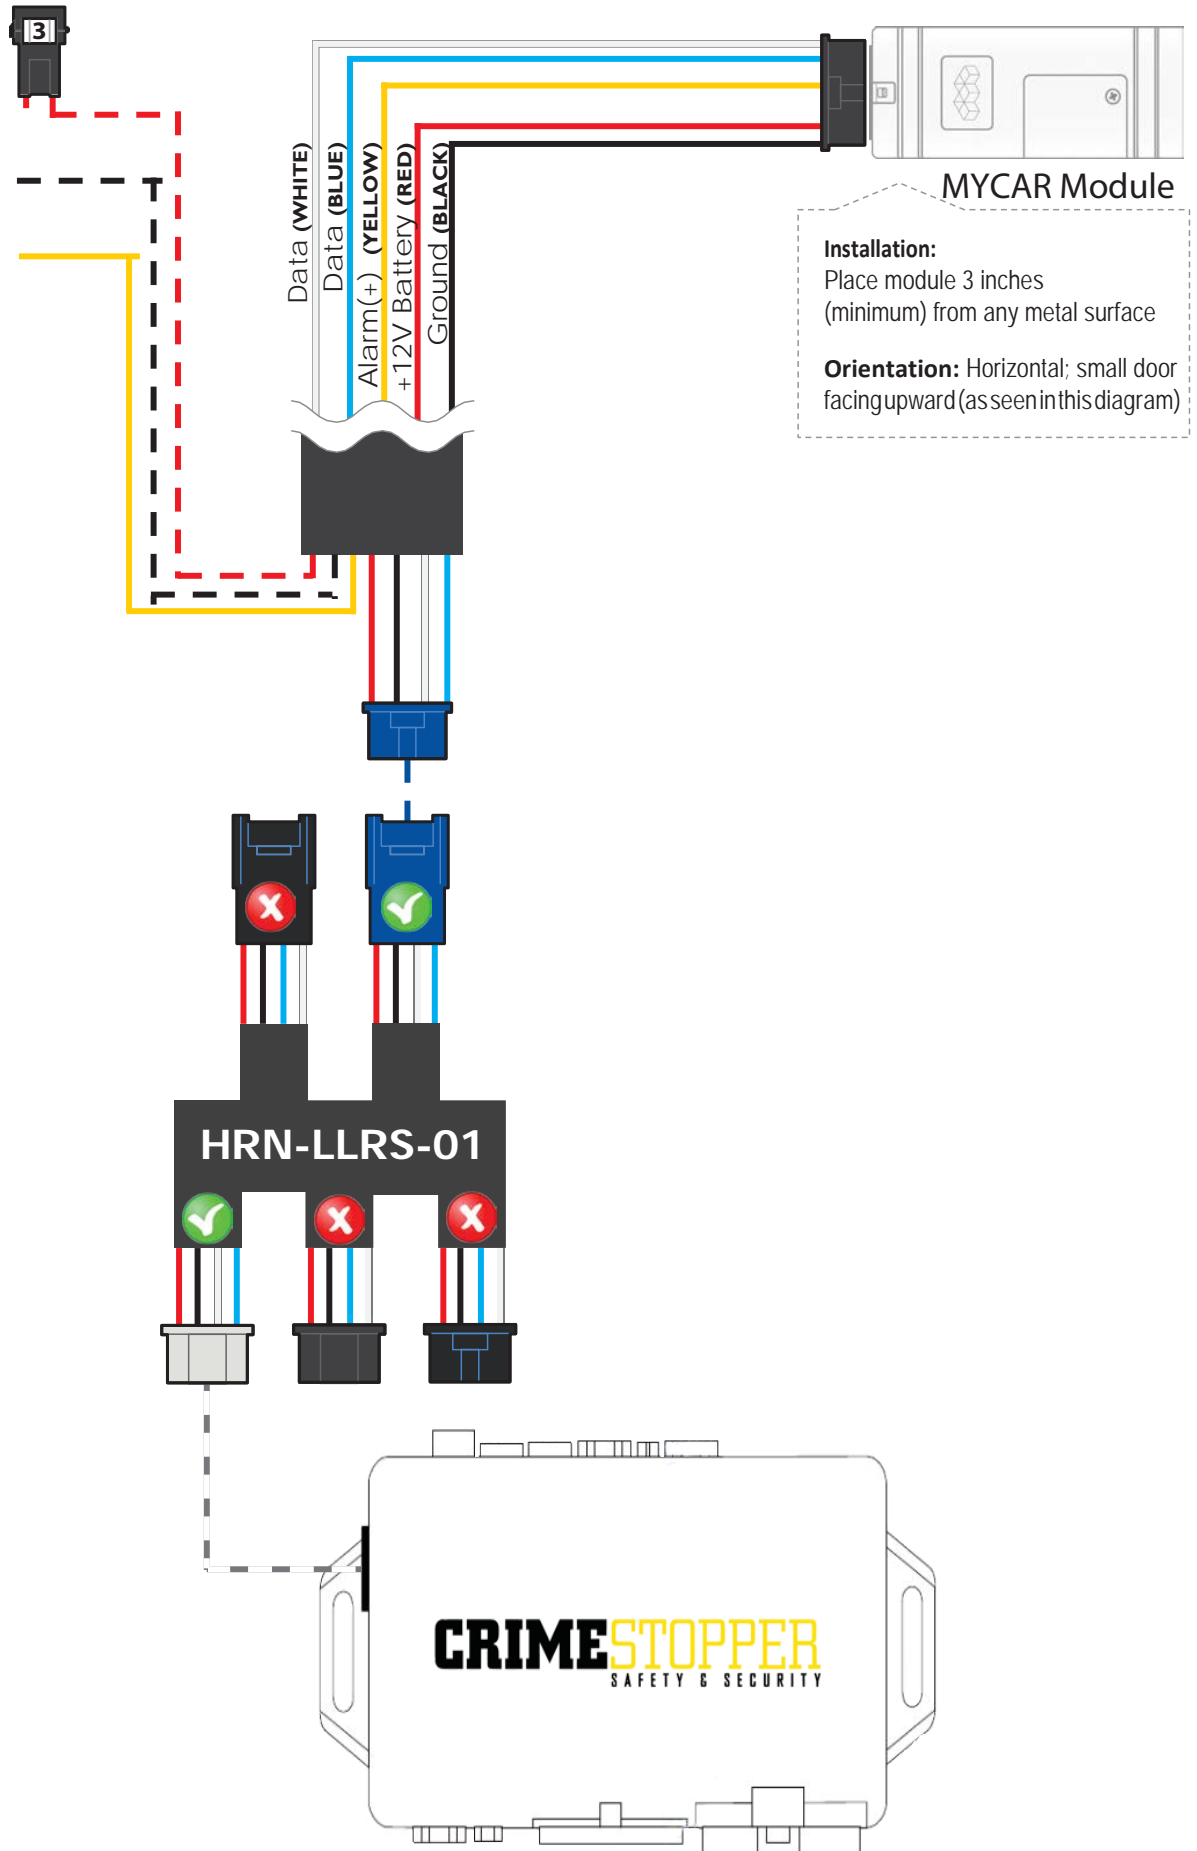 3
Data (WHITE)
Data (BLUE)
Alarm(+) (YELLOW)
+12V Battery (RED)
Ground (BLACK)
MYCAR Module
Installation:
Place module 3 inches
(minimum) from any metal surface
Orientation: Horizontal; small door
facing upward (as seen in this diagram)
HRN-LLRS-01
CRIMESTOPPER
SAFETY & SECURITY